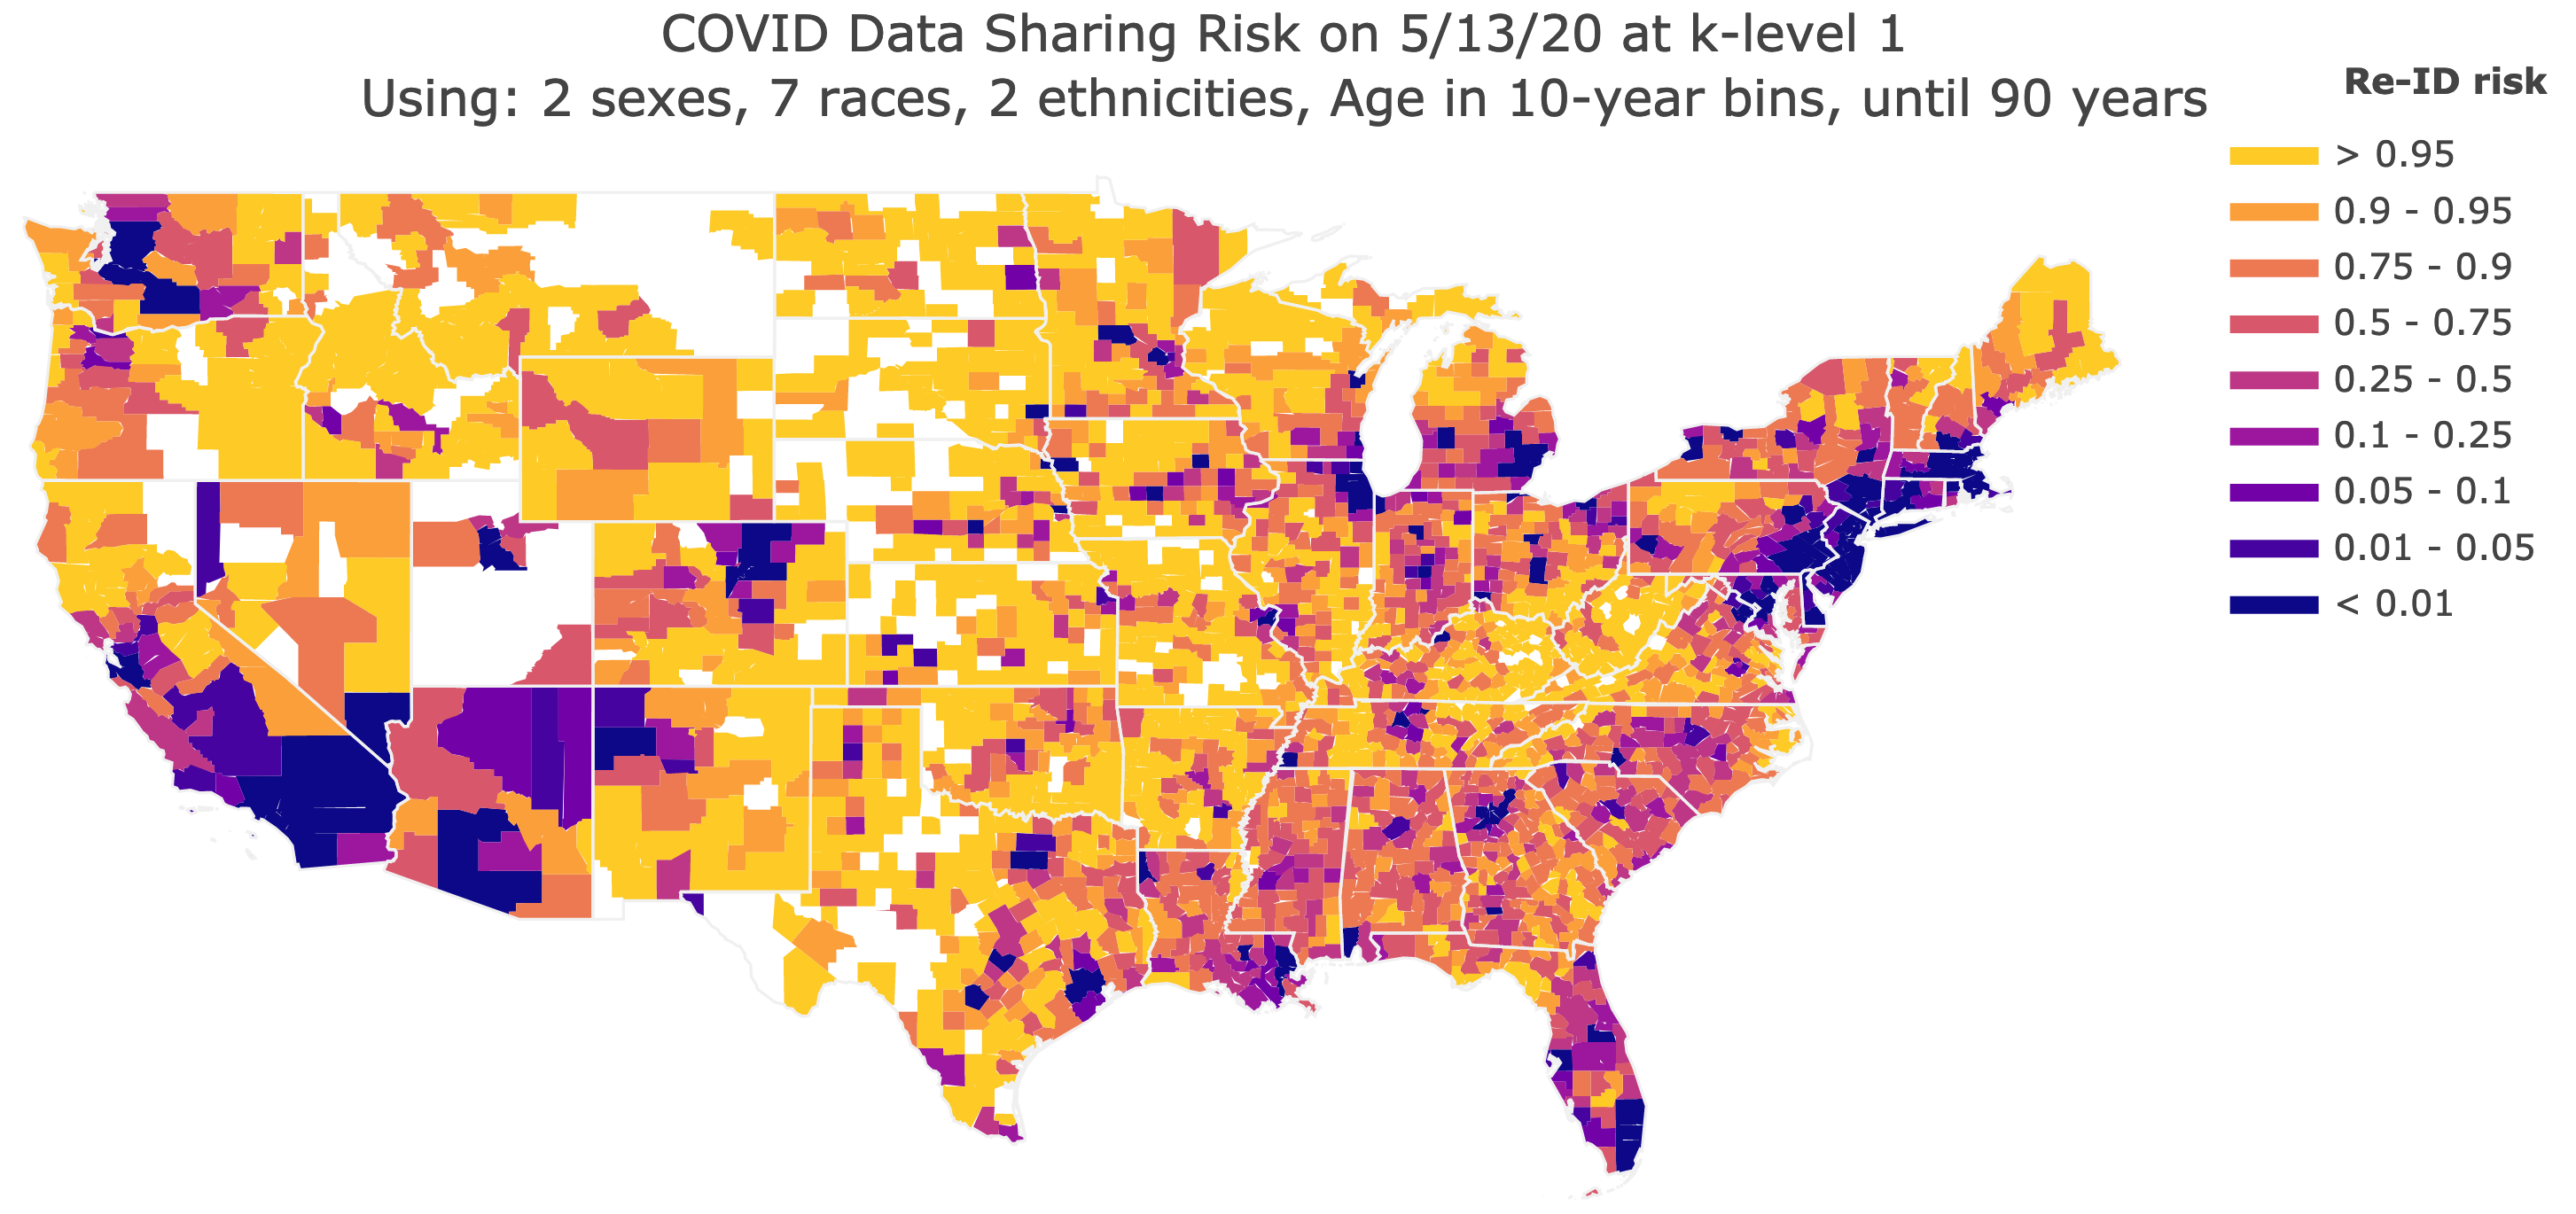 COVID Data Sharing Risk on 5/13/20 at k-level 1
Using: 2 sexes, 7 races, 2 ethnicities, Age in 10-year bins, until 90 years
Re-ID risk
> 0.95
0.9 - 0.95
0.75 - 0.9
0.5 - 0.75
0.25 - 0.5
0.1 - 0.25
0.05 - 0.1
0.01 - 0.05
< 0.01